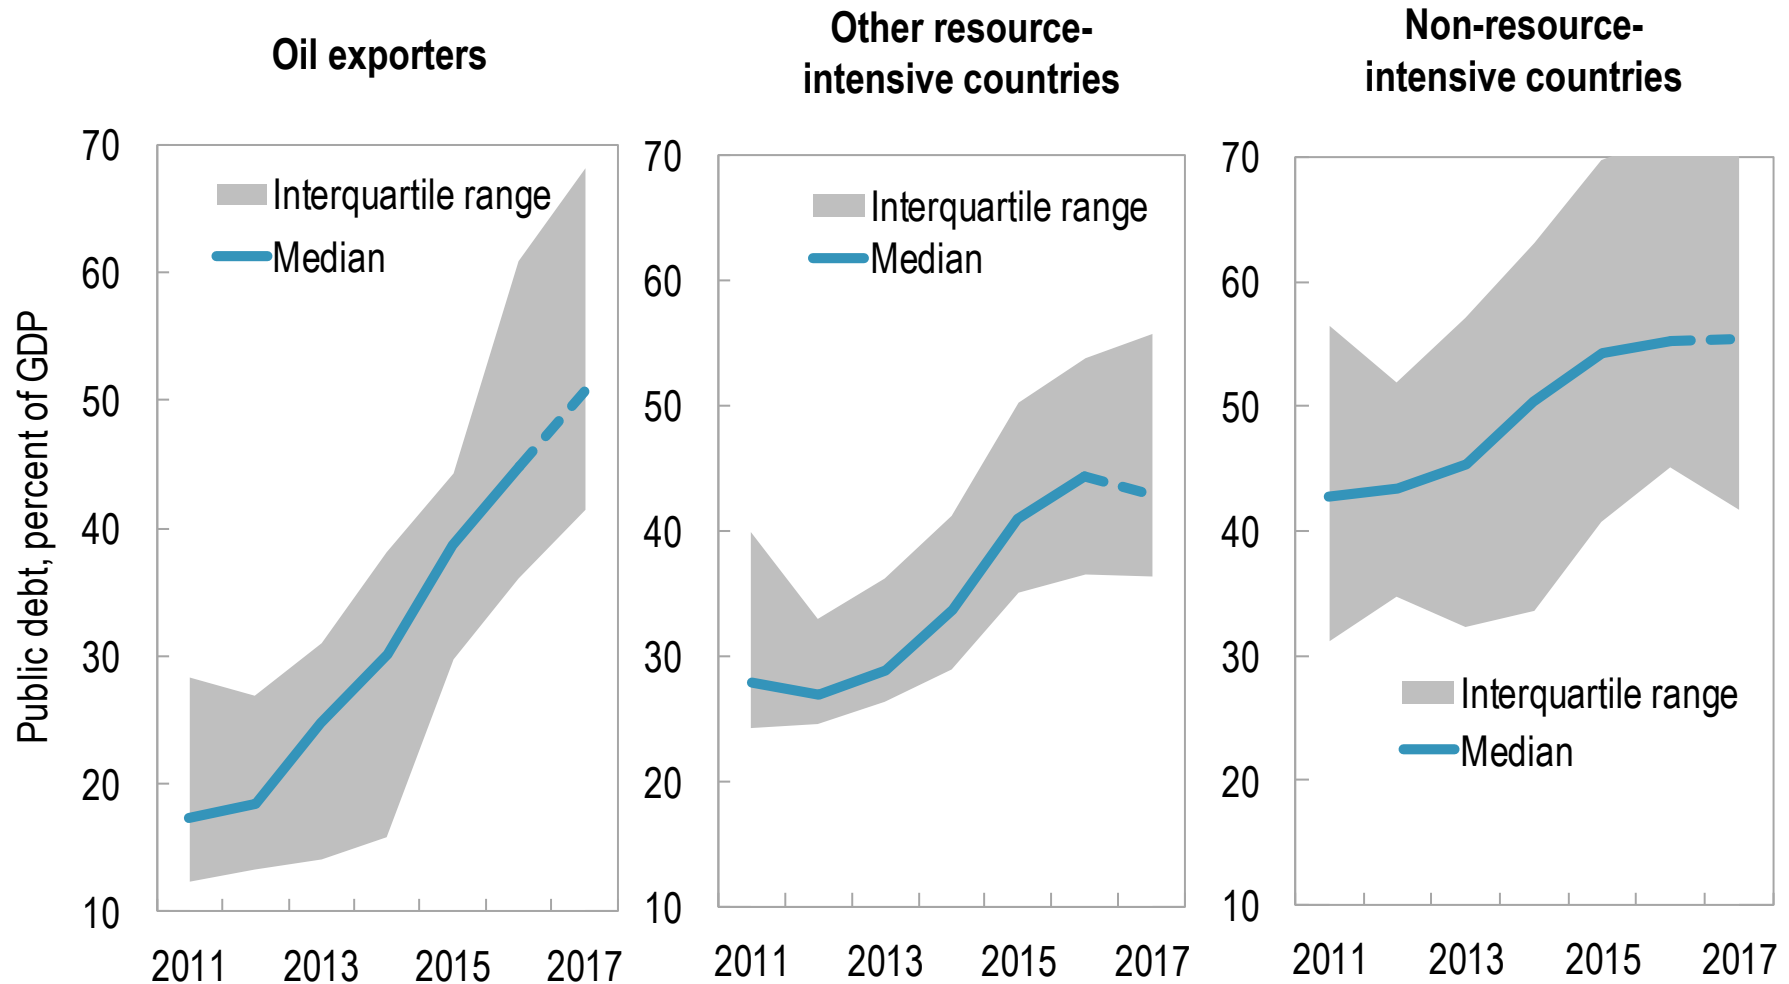 Oil exporters
Other resource-
intensive countries
Non-resource-
intensive countries
Public debt, percent of GDP
70
60
50
40
30
20
10
Interquartile range
Median
2011 2013 2015 2017
70
60
50
40
30
20
10
Interquartile range
Median
2011 2013 2015 2017
70
60
50
40
30
20
10
Interquartile range
Median
2011 2013 2015 2017